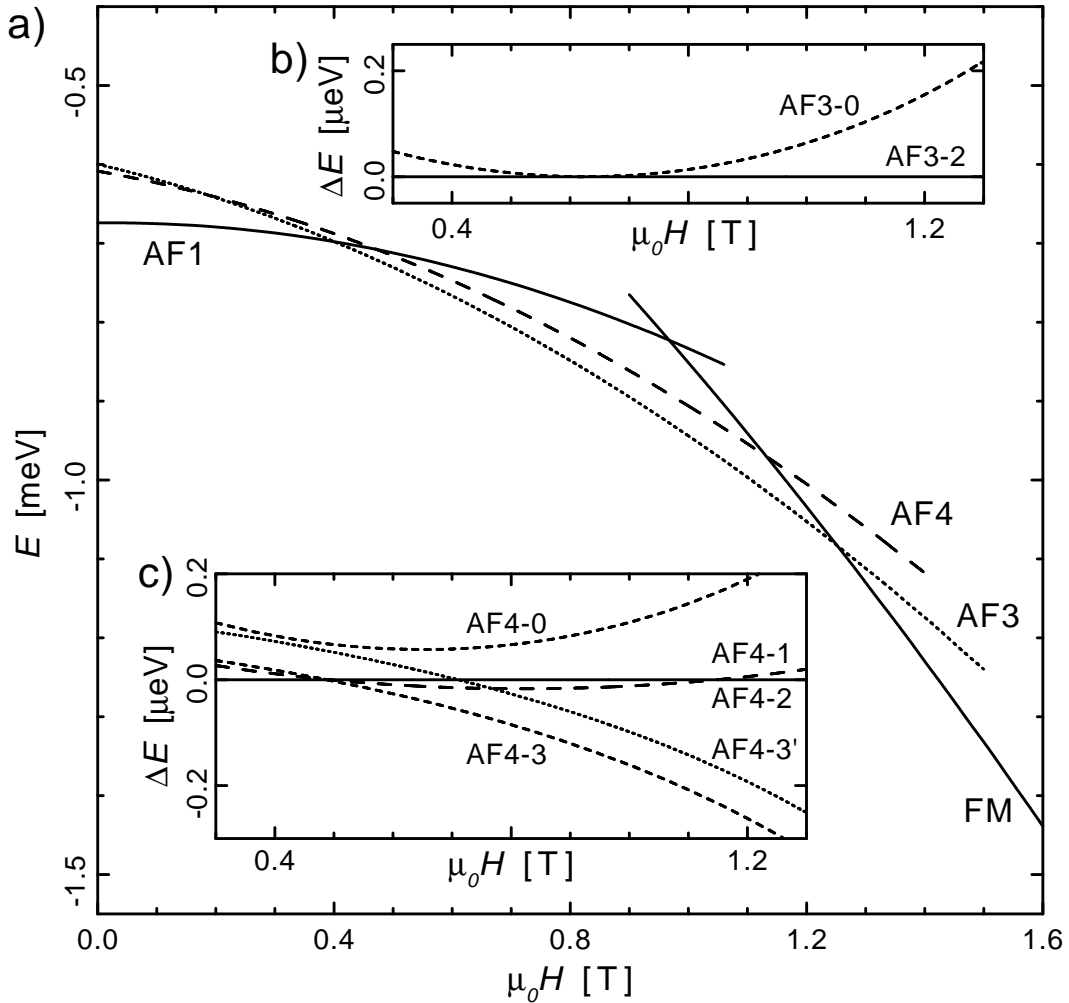 a)
-0.5
-1.0
-1.5
E [meV]
0.0
0.4
0.8
1.2
1.6
μ₀H [T]
AF1
AF4
AF3
FM
b)
0.2
0.0
ΔE [μeV]
AF3-0
AF3-2
0.4
1.2
μ₀H [T]
c)
0.2
0.0
-0.2
ΔE [μeV]
AF4-0
AF4-1
AF4-2
AF4-3
AF4-3'
0.4
1.2
μ₀H [T]